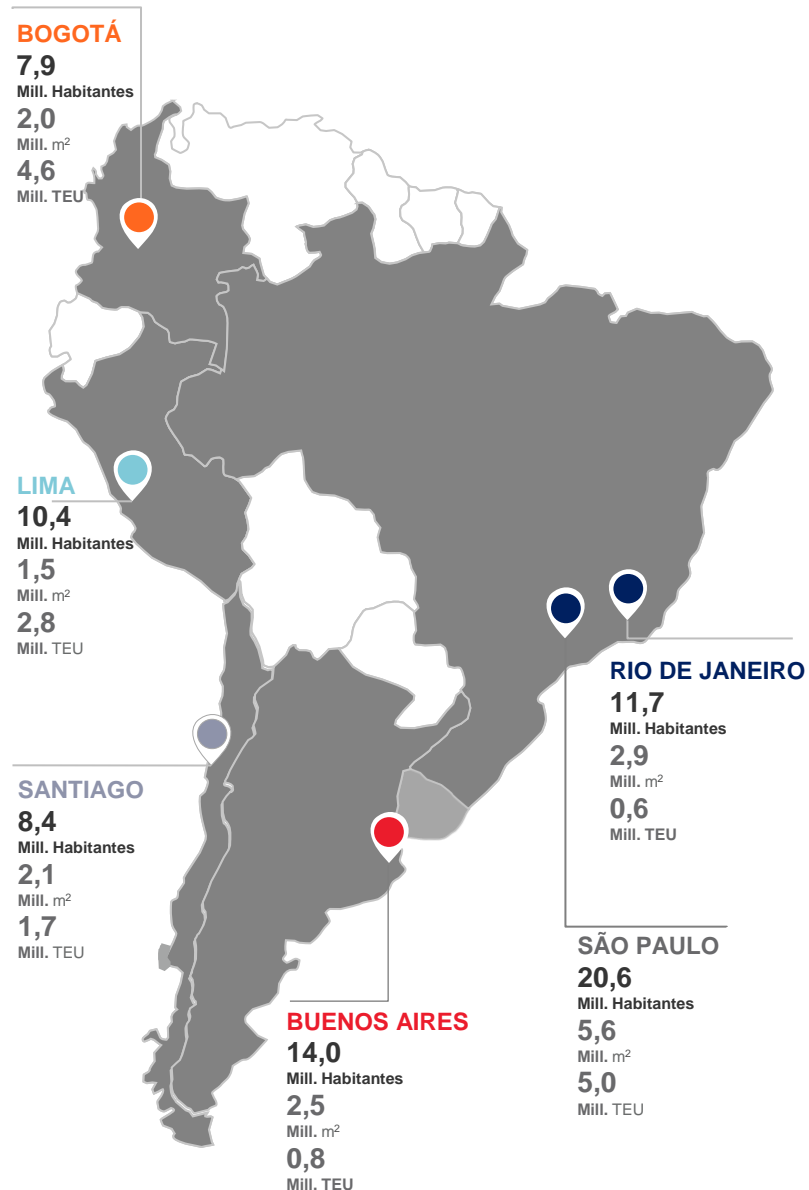 BOGOTÁ
7,9
Mill. Habitantes
2,0
Mill. m²
4,6
Mill. TEU
LIMA
10,4
Mill. Habitantes
1,5
Mill. m²
2,8
Mill. TEU
RIO DE JANEIRO
11,7
Mill. Habitantes
2,9
Mill. m²
0,6
Mill. TEU
SANTIAGO
8,4
Mill. Habitantes
2,1
Mill. m²
1,7
Mill. TEU
SÃO PAULO
20,6
Mill. Habitantes
5,6
Mill. m²
5,0
Mill. TEU
BUENOS AIRES
14,0
Mill. Habitantes
2,5
Mill. m²
0,8
Mill. TEU